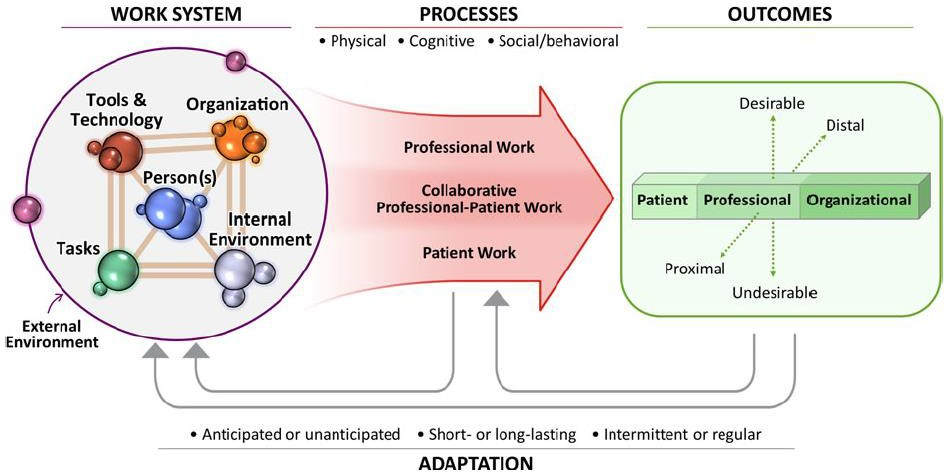 WORK SYSTEM
PROCESSES
OUTCOMES
• Physical • Cognitive • Social/behavioral
Tools &
Technology
Organization
Person(s)
Internal
Environment
Tasks
External
Environment
Professional Work
Collaborative
Professional-Patient Work
Patient Work
Desirable
Distal
Patient
Professional
Organizational
Proximal
Undesirable
• Anticipated or unanticipated • Short- or long-lasting • Intermittent or regular
ADAPTATION